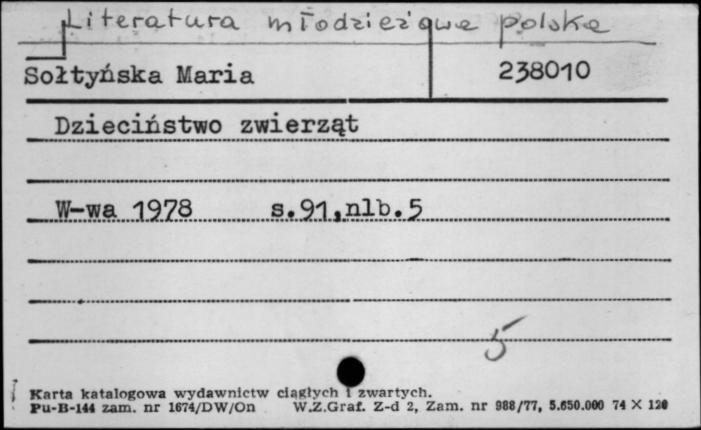 Literatura młodzieżowa polska
Sołtyńska Maria 238010
Dzieciństwo zwierząt
W-wa 1978 s.91,nlb.5
5
Karta katalogowa wydawnictw ciągłych i zwartych.
Pu-B-144 zam. nr 1674/DW/On W.Z.Graf. Z-d 2, Zam. nr 988/77, 5.650.000 74 X 120